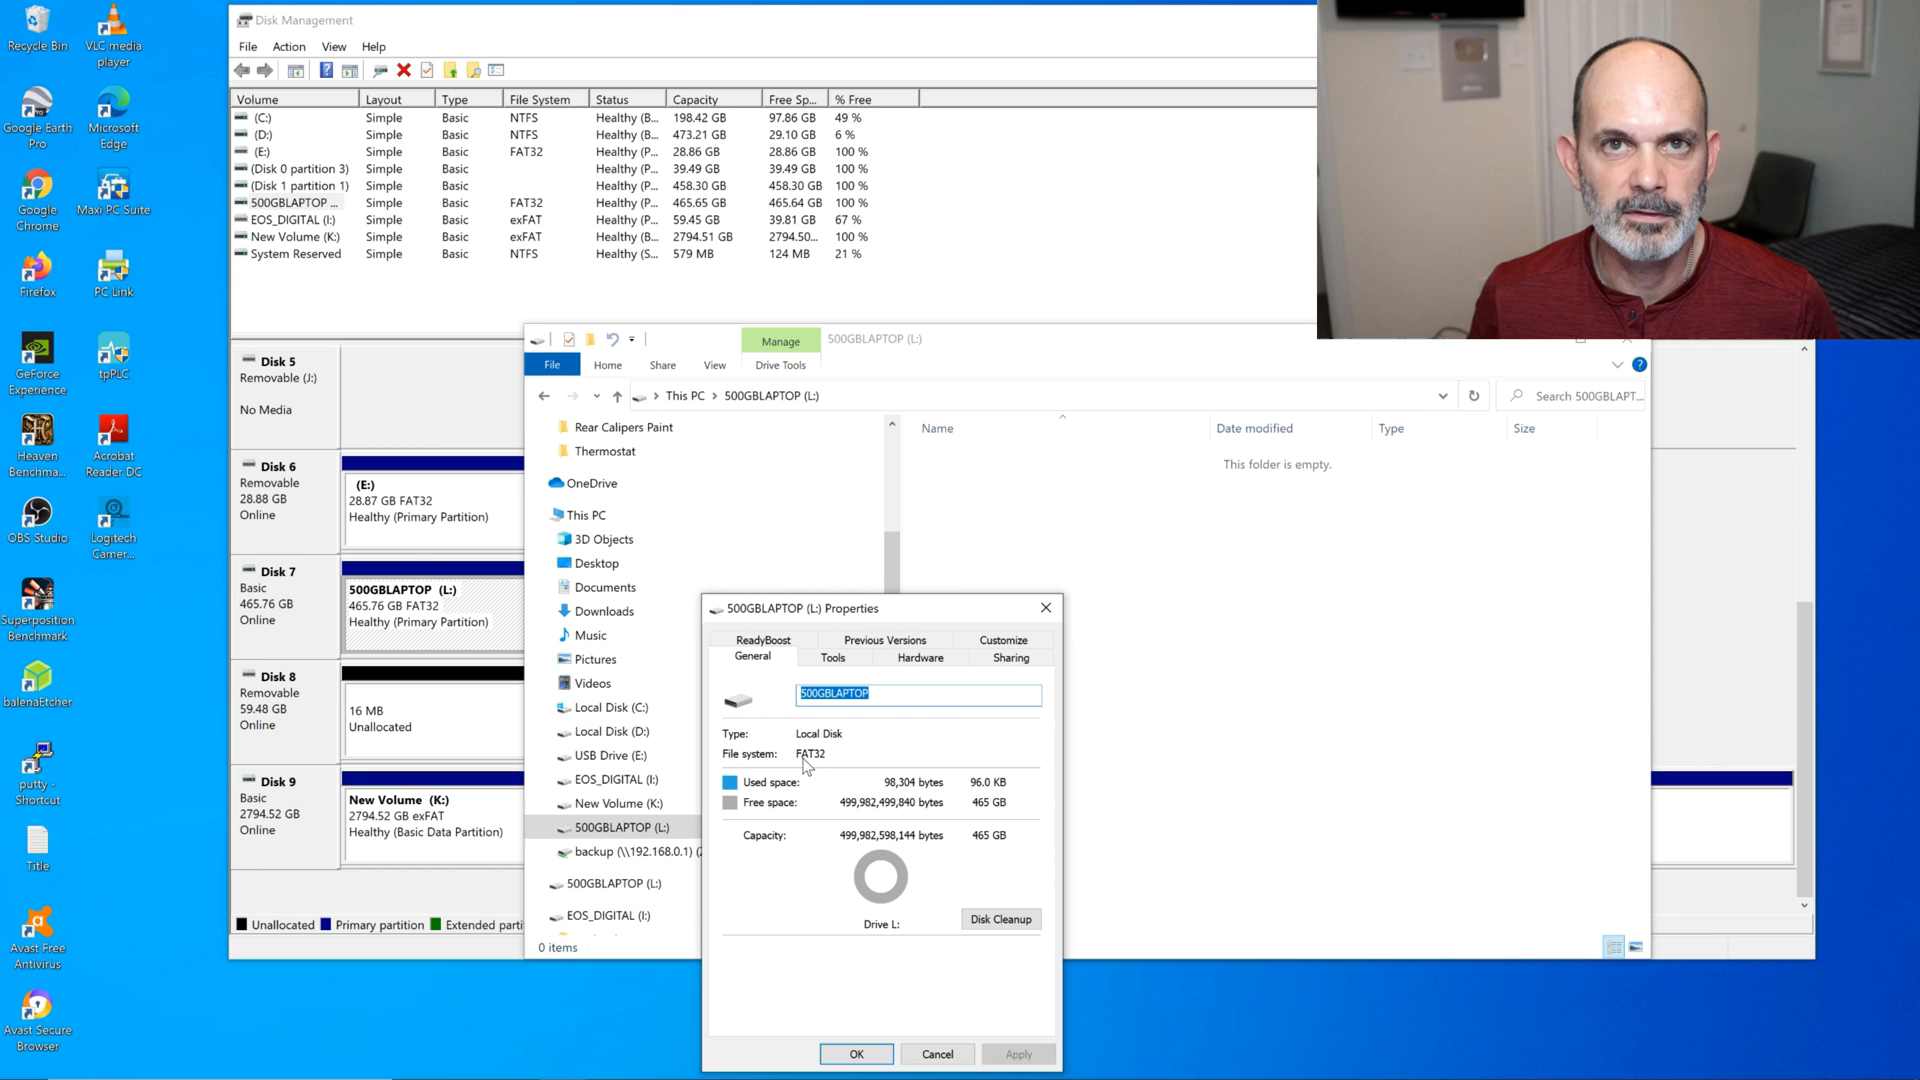 Recycle Bin
VLC media
player
Google Earth
Pro
Microsoft
Edge
Google
Chrome
Maxi PC Suite
Firefox
PC Link
GeForce
Experience
tpPLC
Heaven
Benchma...
Acrobat
Reader DC
OBS Studio
Logitech
Camer...
Superposition
Benchmark
balenaEtcher
putty -
Shortcut
Title
Avast Free
Antivirus
Avast Secure
Browser
Disk Management
File Action View Help
Volume Layout Type File System Status Capacity Free Sp... % Free
(C:) Simple Basic NTFS Healthy (B... 198.42 GB 97.86 GB 49 %
(D:) Simple Basic NTFS Healthy (B... 473.21 GB 29.10 GB 6 %
(E:) Simple Basic FAT32 Healthy (P... 28.86 GB 28.86 GB 100 %
(Disk 0 partition 3) Simple Basic Healthy (P... 39.49 GB 39.49 GB 100 %
(Disk 1 partition 1) Simple Basic Healthy (P... 458.30 GB 458.30 GB 100 %
500GBLAPTOP ... Simple Basic FAT32 Healthy (P... 465.65 GB 465.64 GB 100 %
EOS_DIGITAL (I:) Simple Basic exFAT Healthy (P... 59.45 GB 39.81 GB 67 %
New Volume (K:) Simple Basic exFAT Healthy (B... 2794.51 GB 2794.50... 100 %
System Reserved Simple Basic NTFS Healthy (S... 579 MB 124 MB 21 %
Disk 5
Removable (J:)
No Media
Disk 6
Removable
28.88 GB
Online
(E:)
28.87 GB FAT32
Healthy (Primary Partition)
Disk 7
Basic
465.76 GB
Online
500GBLAPTOP (L:)
465.76 GB FAT32
Healthy (Primary Partition)
Disk 8
Removable
59.48 GB
Online
16 MB
Unallocated
Disk 9
Basic
2794.52 GB
Online
New Volume (K:)
2794.52 GB exFAT
Healthy (Basic Data Partition)
Unallocated Primary partition Extended parti
Manage 500GBLAPTOP (L:)
File Home Share View Drive Tools
This PC > 500GBLAPTOP (L:)
Search 500GBLAPT...
Name Date modified Type Size
This folder is empty.
Rear Calipers Paint
Thermostat
OneDrive
This PC
3D Objects
Desktop
Documents
Downloads
Music
Pictures
Videos
Local Disk (C:)
Local Disk (D:)
USB Drive (E:)
EOS_DIGITAL (I:)
New Volume (K:)
500GBLAPTOP (L:)
backup (\\192.168.0.1) (Z
500GBLAPTOP (L:)
EOS_DIGITAL (I:)
0 items
500GBLAPTOP (L:) Properties
ReadyBoost Previous Versions Customize
General Tools Hardware Sharing
500GBLAPTOP
Type: Local Disk
File system: FAT32
Used space: 98,304 bytes 96.0 KB
Free space: 499,982,499,840 bytes 465 GB
Capacity: 499,982,598,144 bytes 465 GB
Drive L:
Disk Cleanup
OK Cancel Apply